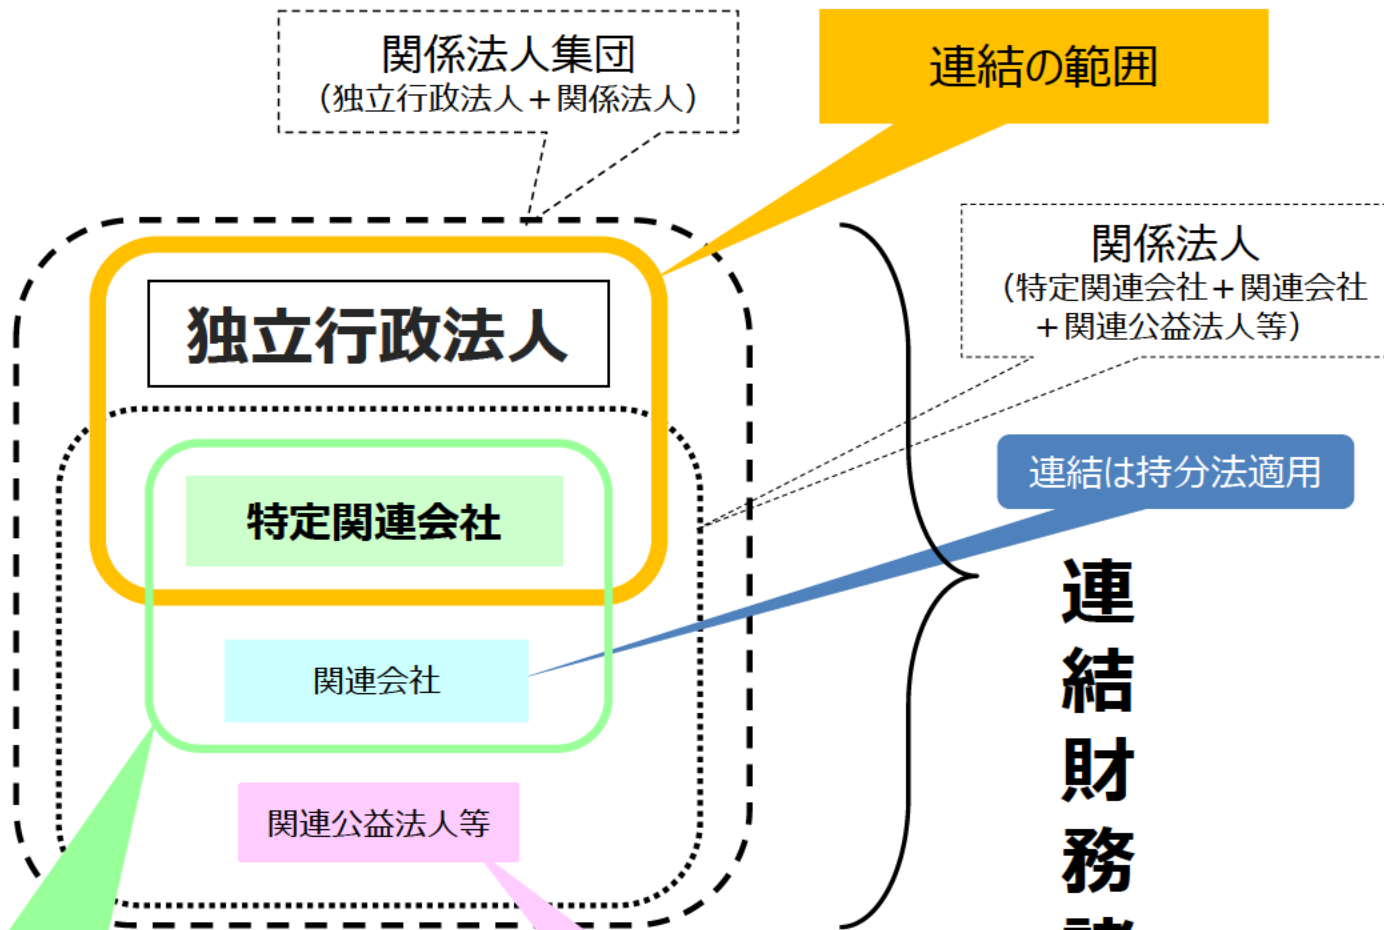 関係法人集団
（独立行政法人＋関係法人）
連結の範囲
関係法人
（特定関連会社＋関連会社
＋関連公益法人等）
独立行政法人
連結は持分法適用
特定関連会社
関連会社
関連公益法人等
連
結
財
務